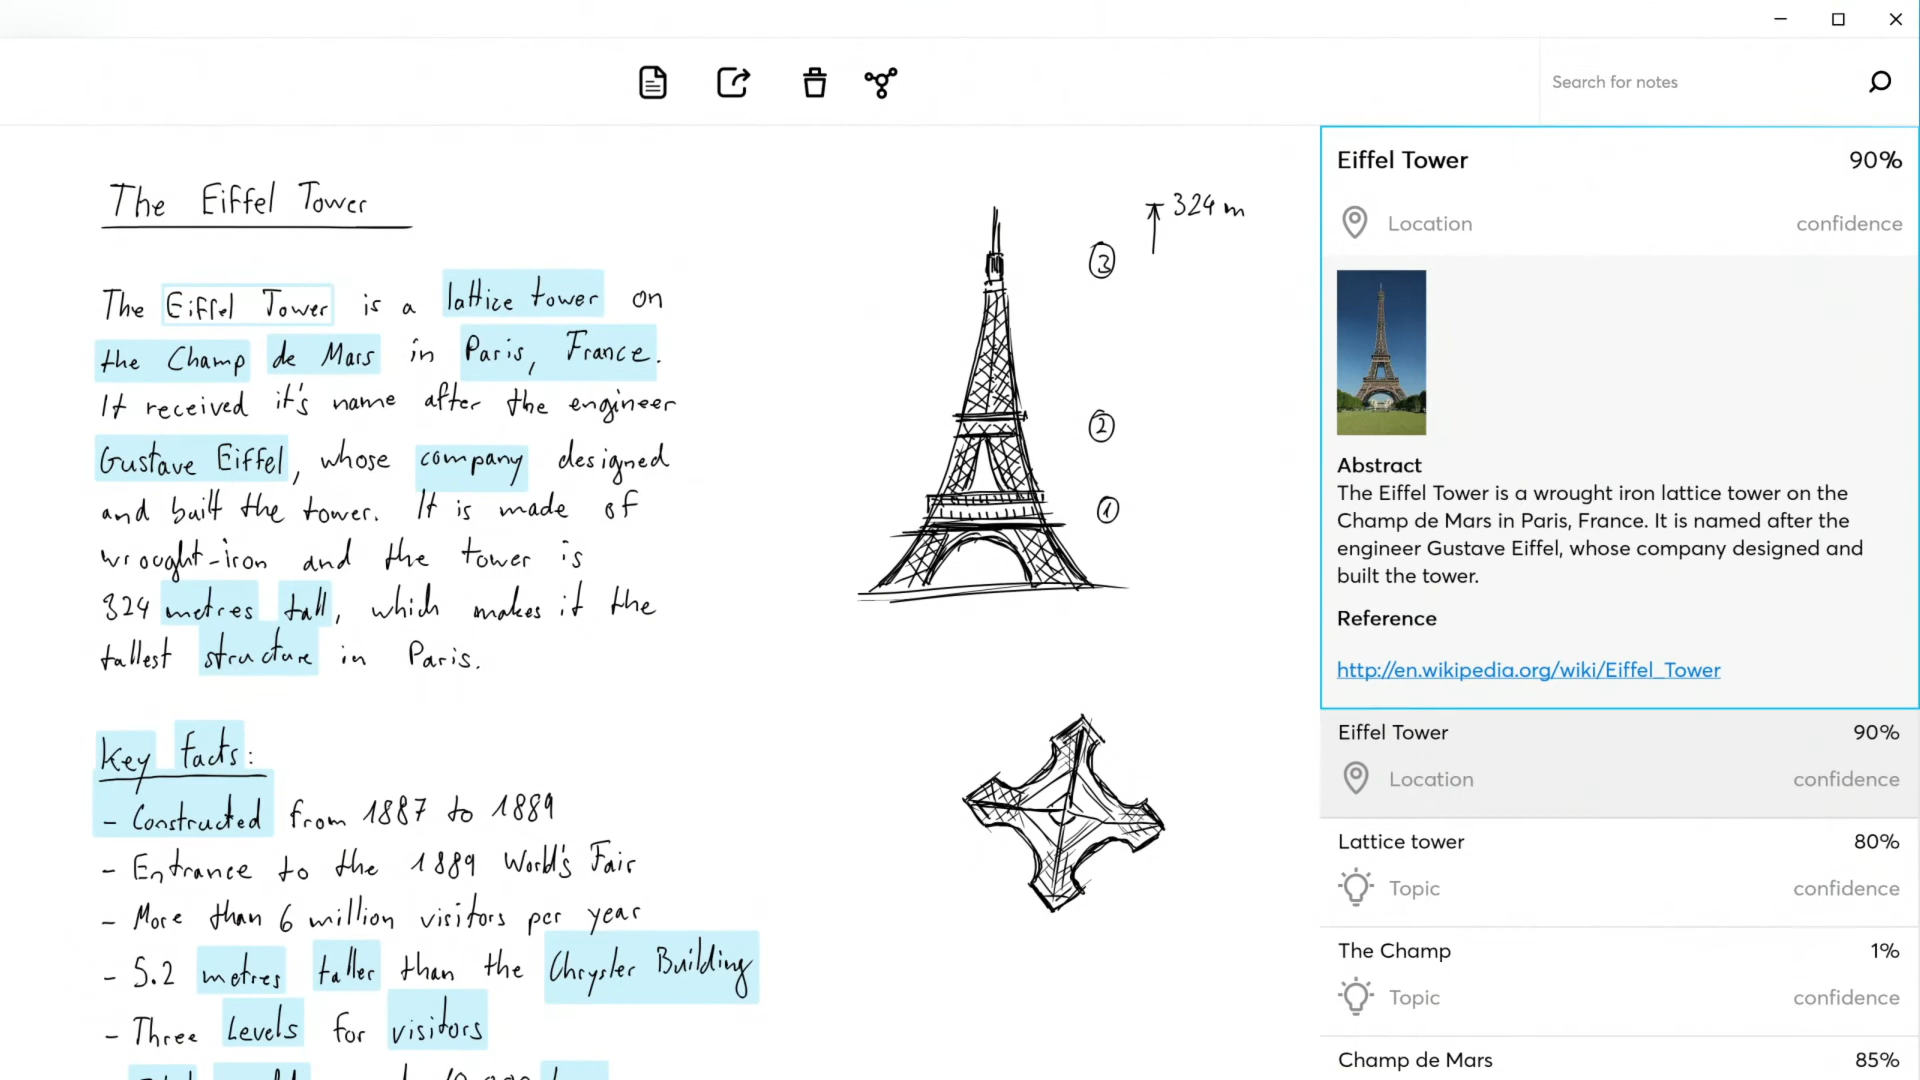 Search for notes
The Eiffel Tower
The Eiffel Tower is a lattice tower on
the Champ de Mars in Paris, France.
It received it's name after the engineer
Gustave Eiffel, whose company designed
and built the tower. It is made of
wrought-iron and the tower is
324 metres tall, which makes it the
tallest structure in Paris.
Key facts:
- Constructed from 1887 to 1889
- Entrance to the 1889 World's Fair
- More than 6 million visitors per year
- 5.2 metres taller than the Chrysler Building
- Three Levels for visitors
324 m
3
2
1
Eiffel Tower 90%
Location confidence
Abstract
The Eiffel Tower is a wrought iron lattice tower on the
Champ de Mars in Paris, France. It is named after the
engineer Gustave Eiffel, whose company designed and
built the tower.
Reference
http://en.wikipedia.org/wiki/Eiffel_Tower
Eiffel Tower 90%
Location confidence
Lattice tower 80%
Topic confidence
The Champ 1%
Topic confidence
Champ de Mars 85%